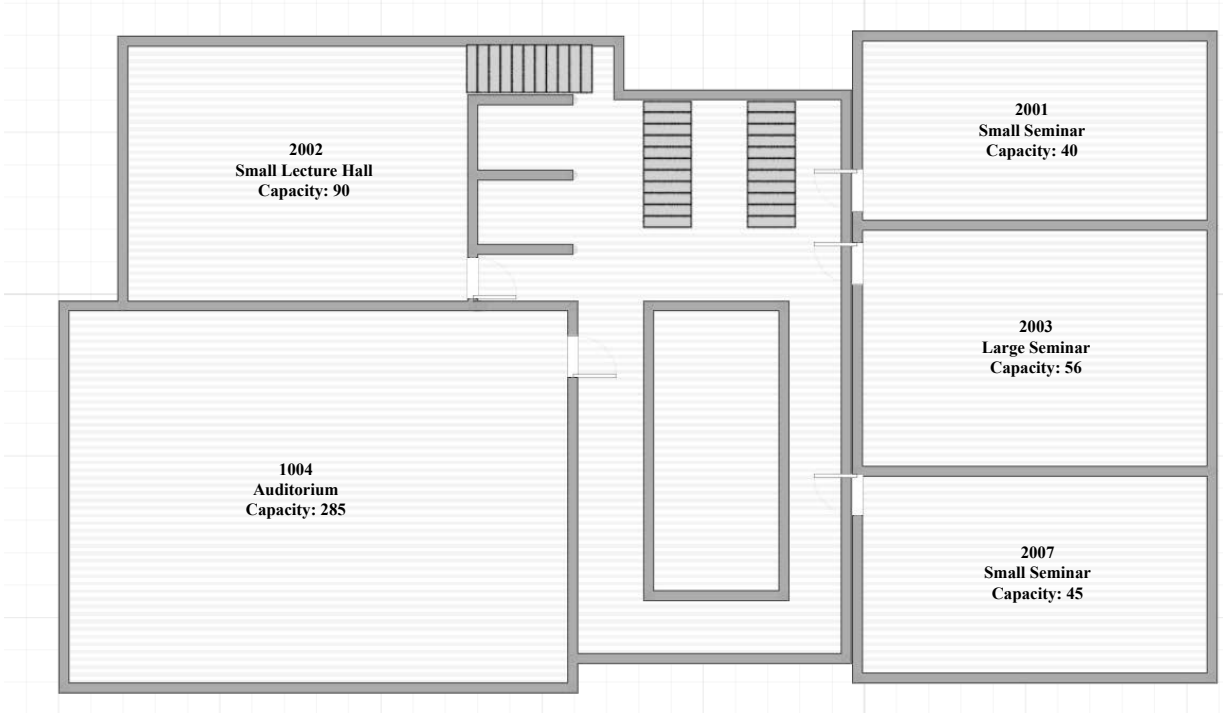 2001
Small Seminar
Capacity: 40
2002
Small Lecture Hall
Capacity: 90
2003
Large Seminar
Capacity: 56
1004
Auditorium
Capacity: 285
2007
Small Seminar
Capacity: 45